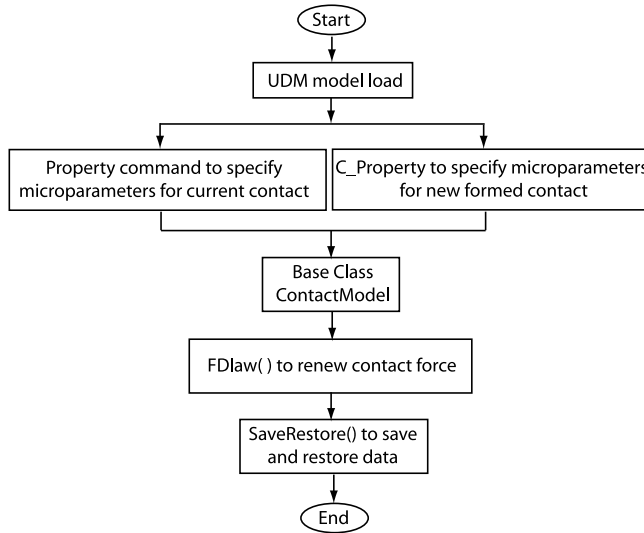 Start
UDM model load
Property command to specify
microparameters for current contact
C_Property to specify microparameters
for new formed contact
Base Class
ContactModel
FDlaw( ) to renew contact force
SaveRestore() to save
and restore data
End